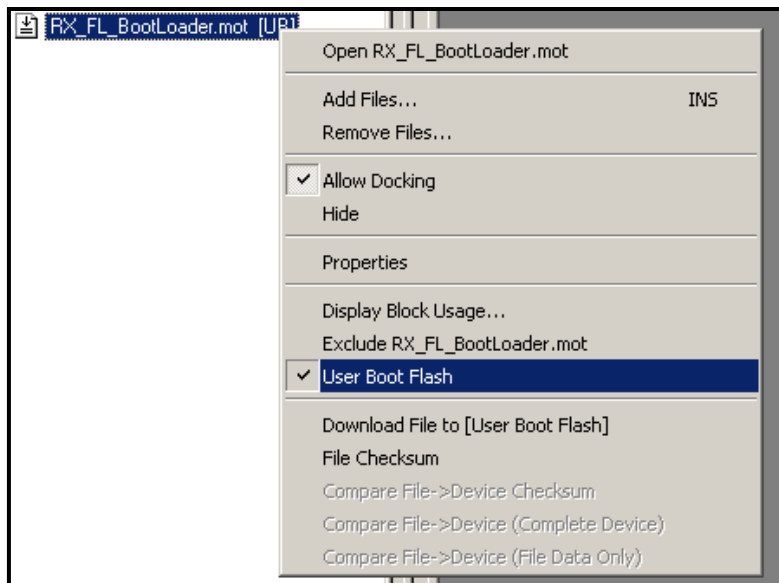 RX_FL_BootLoader.mot [UB]
Open RX_FL_BootLoader.mot
Add Files... INS
Remove Files...
Allow Docking
Hide
Properties
Display Block Usage...
Exclude RX_FL_BootLoader.mot
User Boot Flash
Download File to [User Boot Flash]
File Checksum
Compare File->Device Checksum
Compare File->Device (Complete Device)
Compare File->Device (File Data Only)